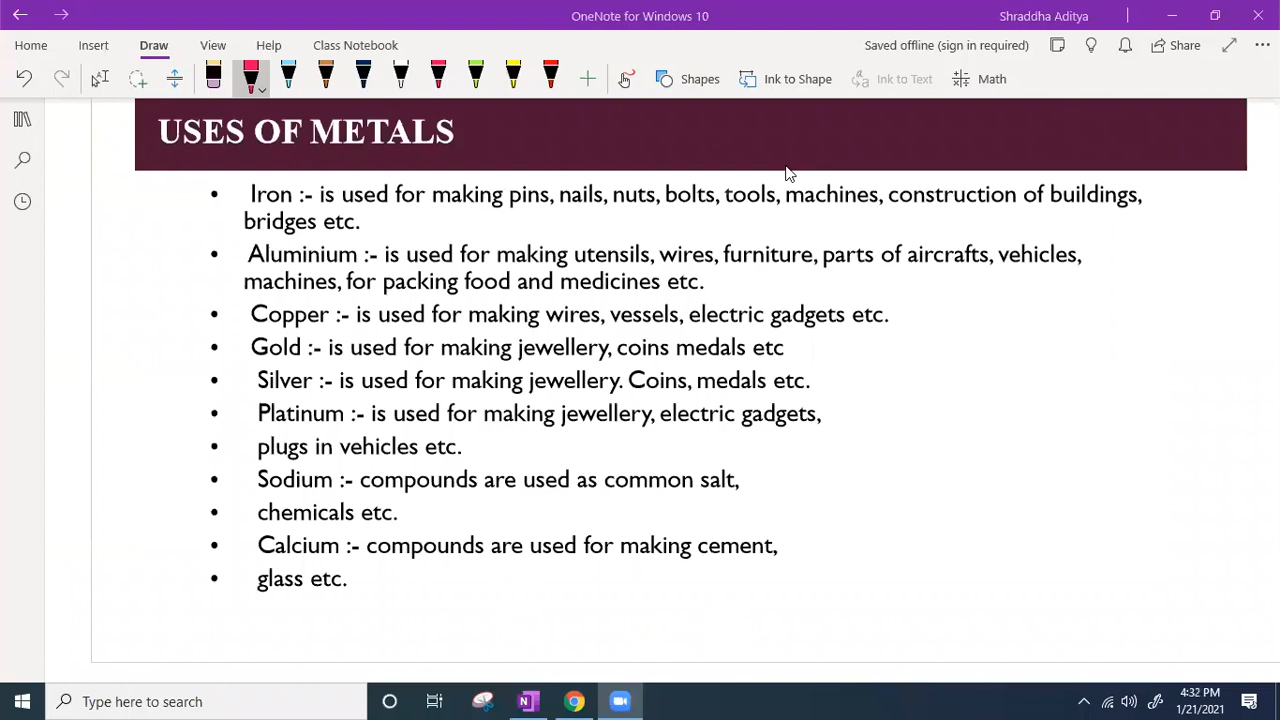 OneNote for Windows 10
Shraddha Aditya
Home Insert Draw View Help Class Notebook
Saved offline (sign in required)
Share
Shapes
Ink to Shape
Ink to Text
Math
USES OF METALS
• Iron :- is used for making pins, nails, nuts, bolts, tools, machines, construction of buildings,
bridges etc.
• Aluminium :- is used for making utensils, wires, furniture, parts of aircrafts, vehicles,
machines, for packing food and medicines etc.
• Copper :- is used for making wires, vessels, electric gadgets etc.
• Gold :- is used for making jewellery, coins medals etc
• Silver :- is used for making jewellery. Coins, medals etc.
• Platinum :- is used for making jewellery, electric gadgets,
• plugs in vehicles etc.
• Sodium :- compounds are used as common salt,
• chemicals etc.
• Calcium :- compounds are used for making cement,
• glass etc.
Type here to search
4:32 PM
1/21/2021